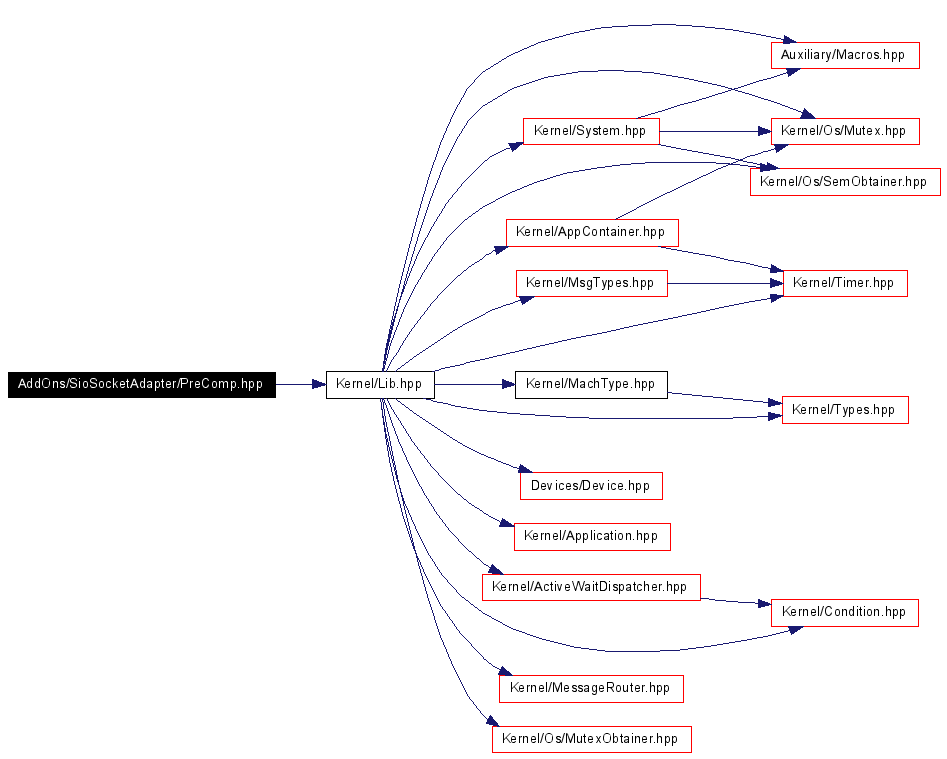 Auxiliary/Macros.hpp
Kernel/System.hpp
Kernel/Os/Mutex.hpp
Kernel/Os/SemObtainer.hpp
Kernel/AppContainer.hpp
Kernel/MsgTypes.hpp
Kernel/Timer.hpp
AddOns/SioSocketAdapter/PreComp.hpp
Kernel/Lib.hpp
Kernel/MachType.hpp
Kernel/Types.hpp
Devices/Device.hpp
Kernel/Application.hpp
Kernel/ActiveWaitDispatcher.hpp
Kernel/Condition.hpp
Kernel/MessageRouter.hpp
Kernel/Os/MutexObtainer.hpp